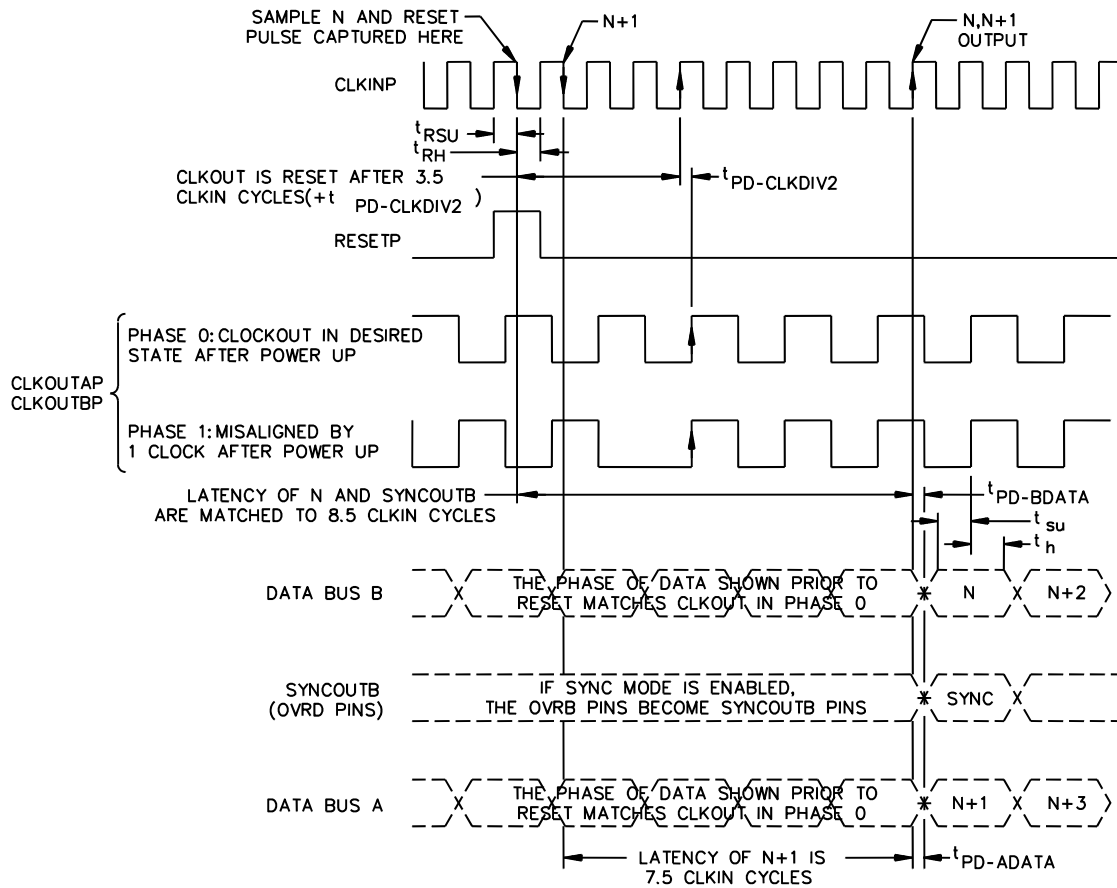 SAMPLE N AND RESET
PULSE CAPTURED HERE
N+1
N,N+1
OUTPUT
CLKINP
tRSU
tRH
CLKOUT IS RESET AFTER 3.5
CLKIN CYCLES(+t PD-CLKDIV2 )
tPD-CLKDIV2
RESETP
PHASE 0:CLOCKOUT IN DESIRED
STATE AFTER POWER UP
CLKOUTAP
CLKOUTBP
PHASE 1:MISALIGNED BY
1 CLOCK AFTER POWER UP
LATENCY OF N AND SYNCOUTB
ARE MATCHED TO 8.5 CLKIN CYCLES
tPD-BDATA
tsu
th
DATA BUS B
THE PHASE OF DATA SHOWN PRIOR TO
RESET MATCHES CLKOUT IN PHASE 0
N
N+2
SYNCOUTB
(OVRD PINS)
IF SYNC MODE IS ENABLED,
THE OVRB PINS BECOME SYNCOUTB PINS
SYNC
DATA BUS A
THE PHASE OF DATA SHOWN PRIOR TO
RESET MATCHES CLKOUT IN PHASE 0
N+1
N+3
LATENCY OF N+1 IS
7.5 CLKIN CYCLES
tPD-ADATA